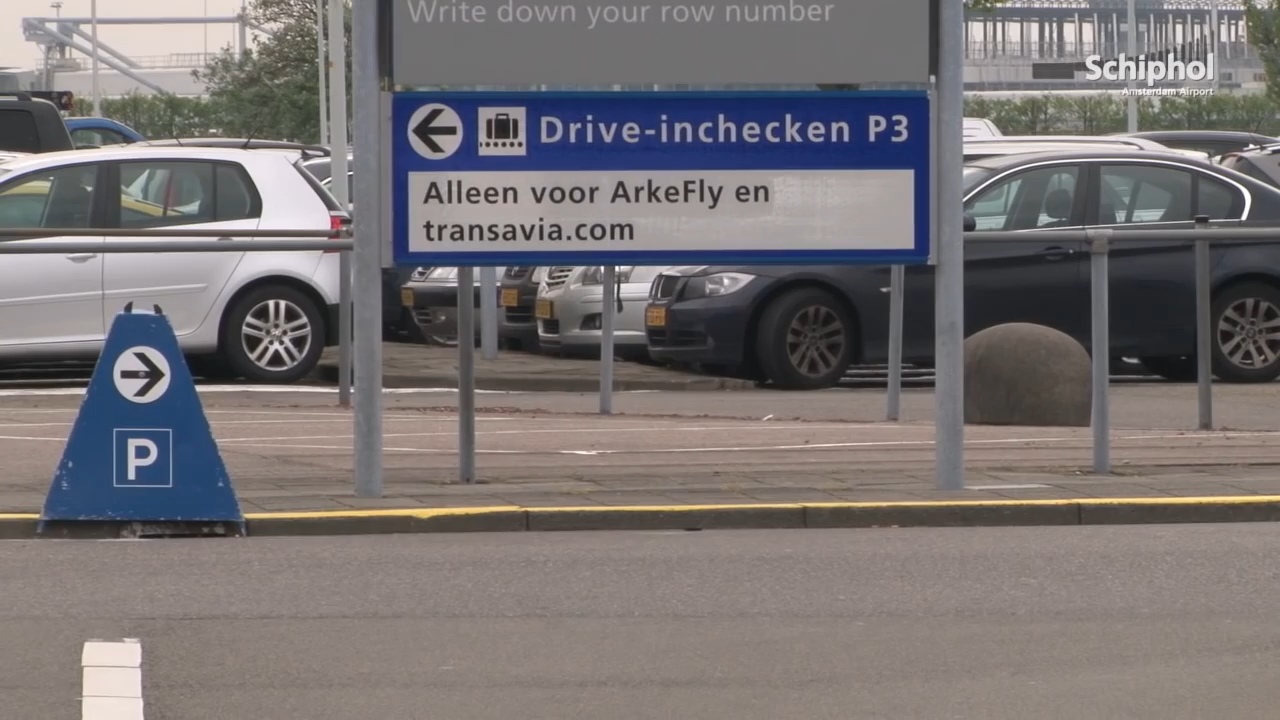 Write down your row number
Schiphol
Amsterdam Airport
Drive-inchecken P3
Alleen voor ArkeFly en
transavia.com
P